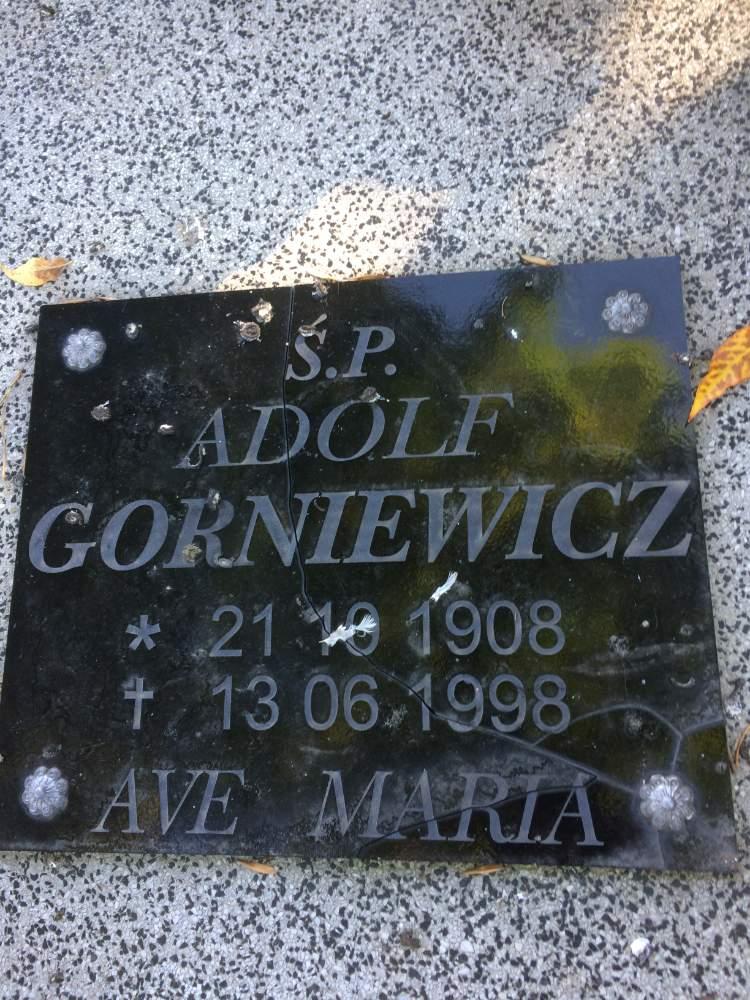 Ś.P.
ADOLF
GORNIEWICZ
* 21 10 1908
✝ 13 06 1998
AVE MARIA